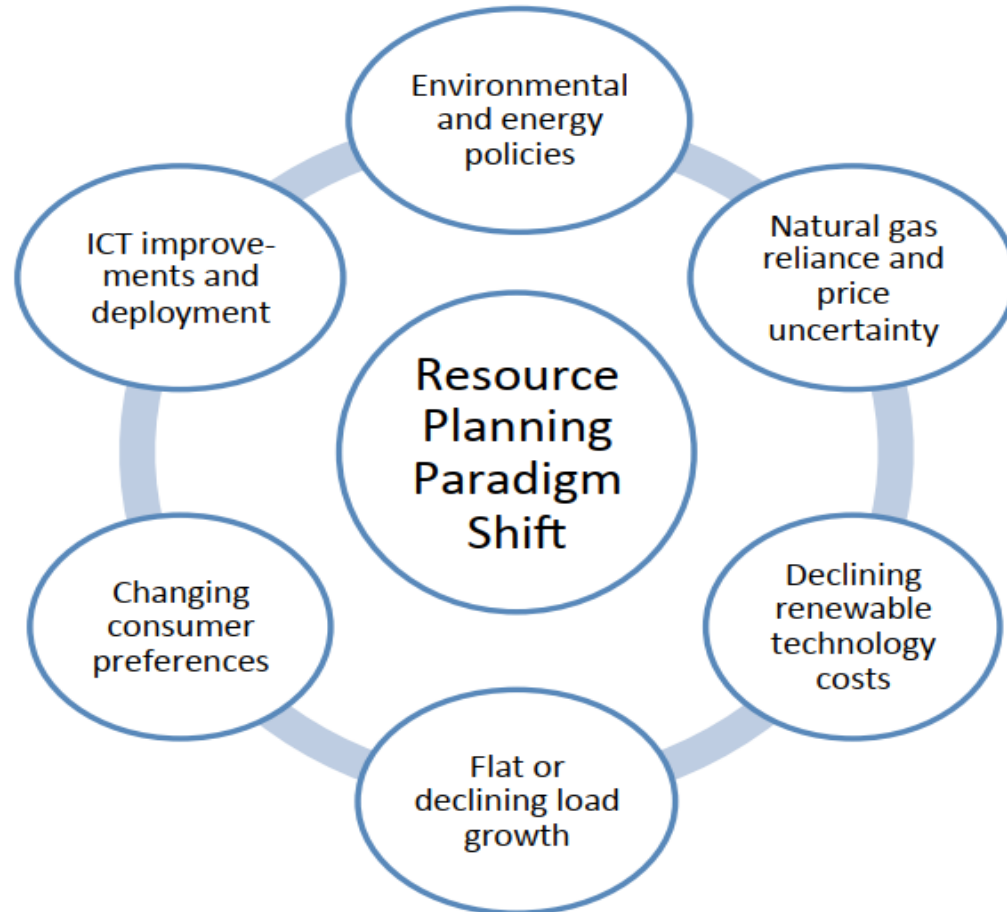 Environmental
and energy
policies
Natural gas
reliance and
price
uncertainty
Declining
renewable
technology
costs
Flat or
declining load
growth
Changing
consumer
preferences
ICT improve-
ments and
deployment
Resource
Planning
Paradigm
Shift